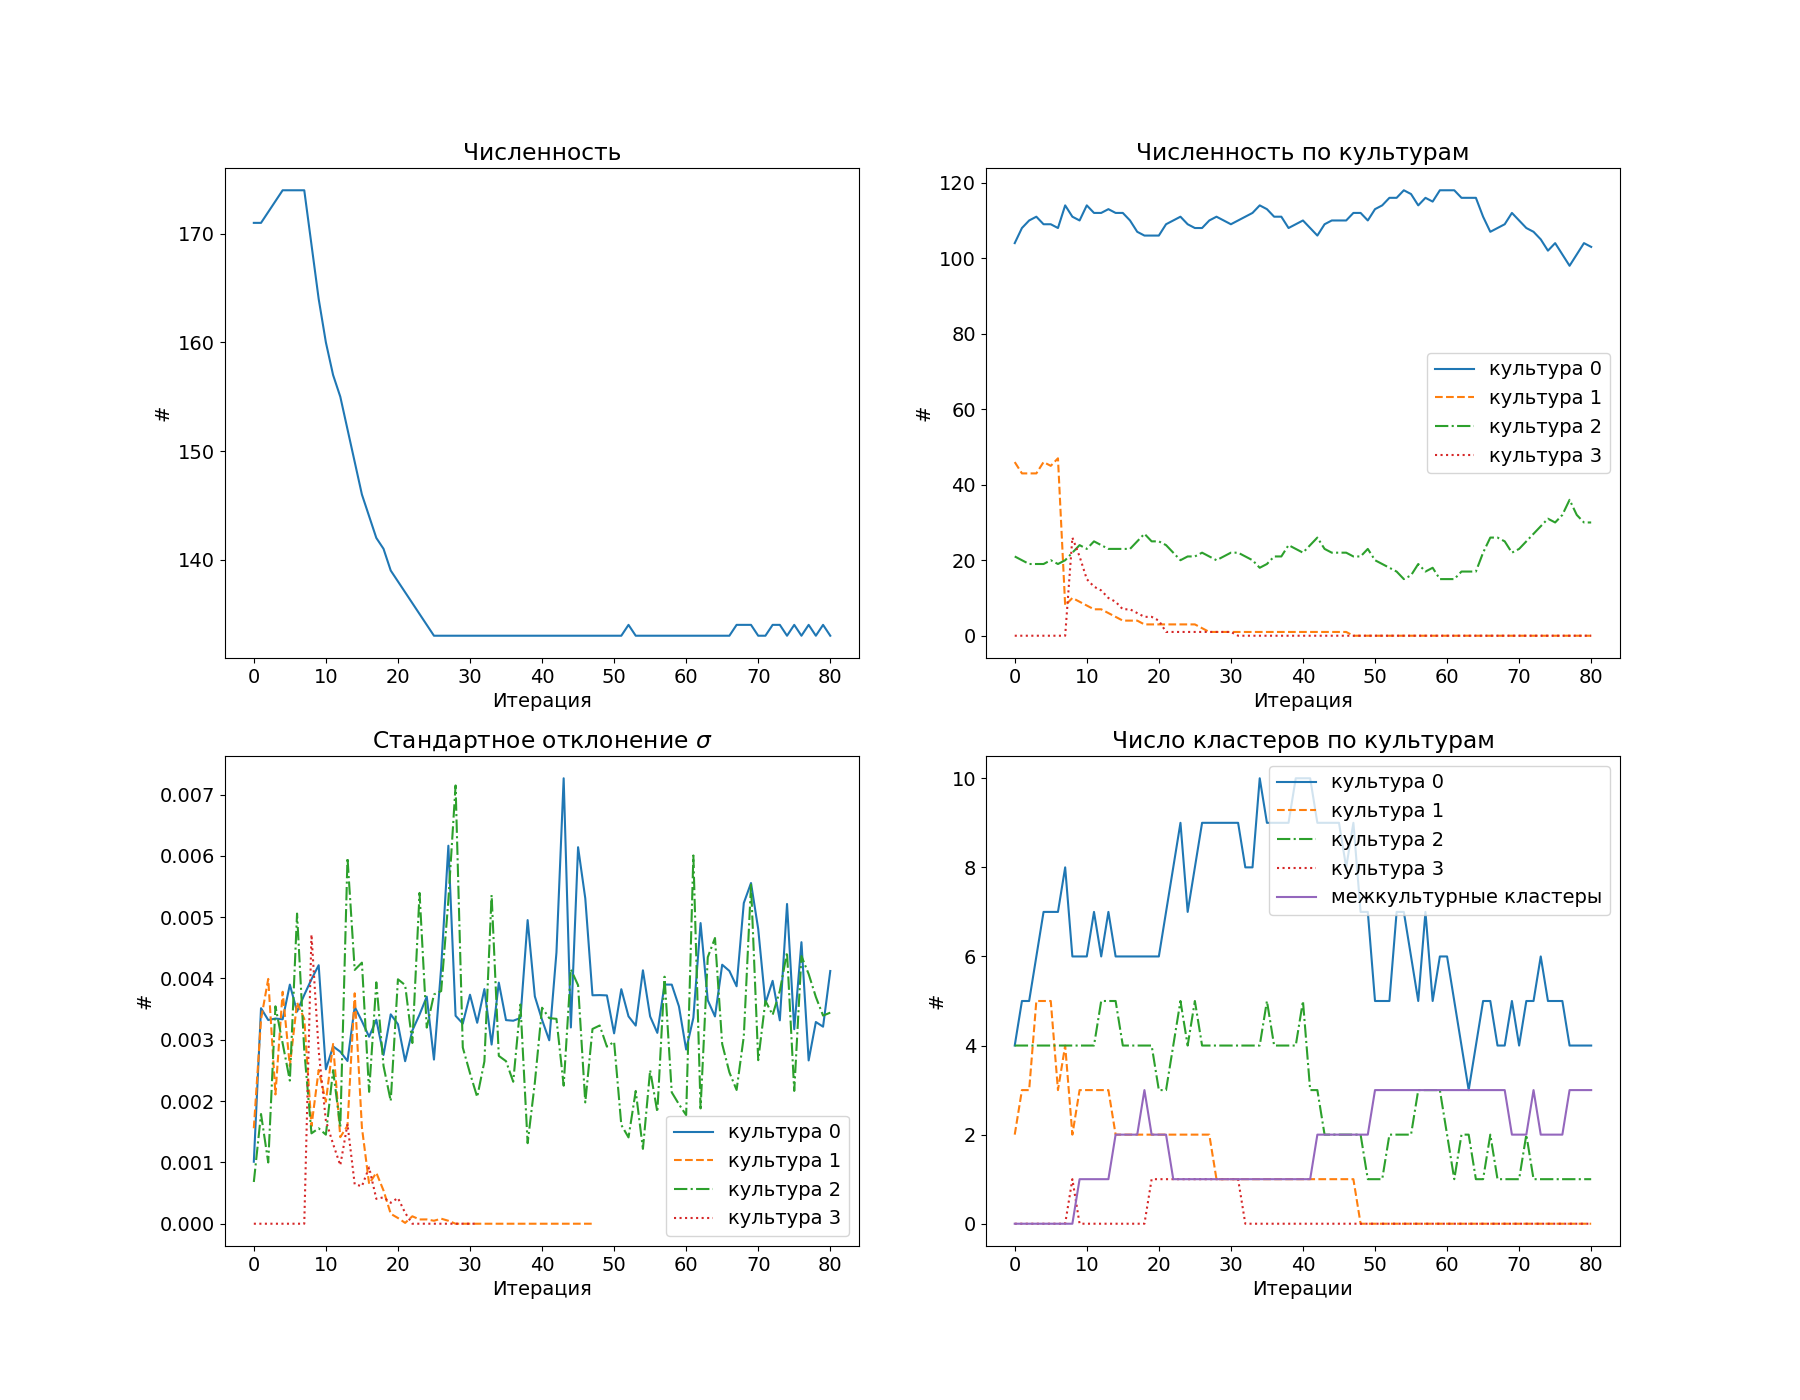 Численность
170
160
150
140
#
0 10 20 30 40 50 60 70 80
Итерация
Численность по культурам
120
100
80
60
40
20
0
#
культура 0
культура 1
культура 2
культура 3
0 10 20 30 40 50 60 70 80
Итерация
Стандартное отклонение σ
0.007
0.006
0.005
0.004
0.003
0.002
0.001
0.000
#
культура 0
культура 1
культура 2
культура 3
0 10 20 30 40 50 60 70 80
Итерация
Число кластеров по культурам
10
8
6
4
2
0
#
культура 0
культура 1
культура 2
культура 3
межкультурные кластеры
0 10 20 30 40 50 60 70 80
Итерации